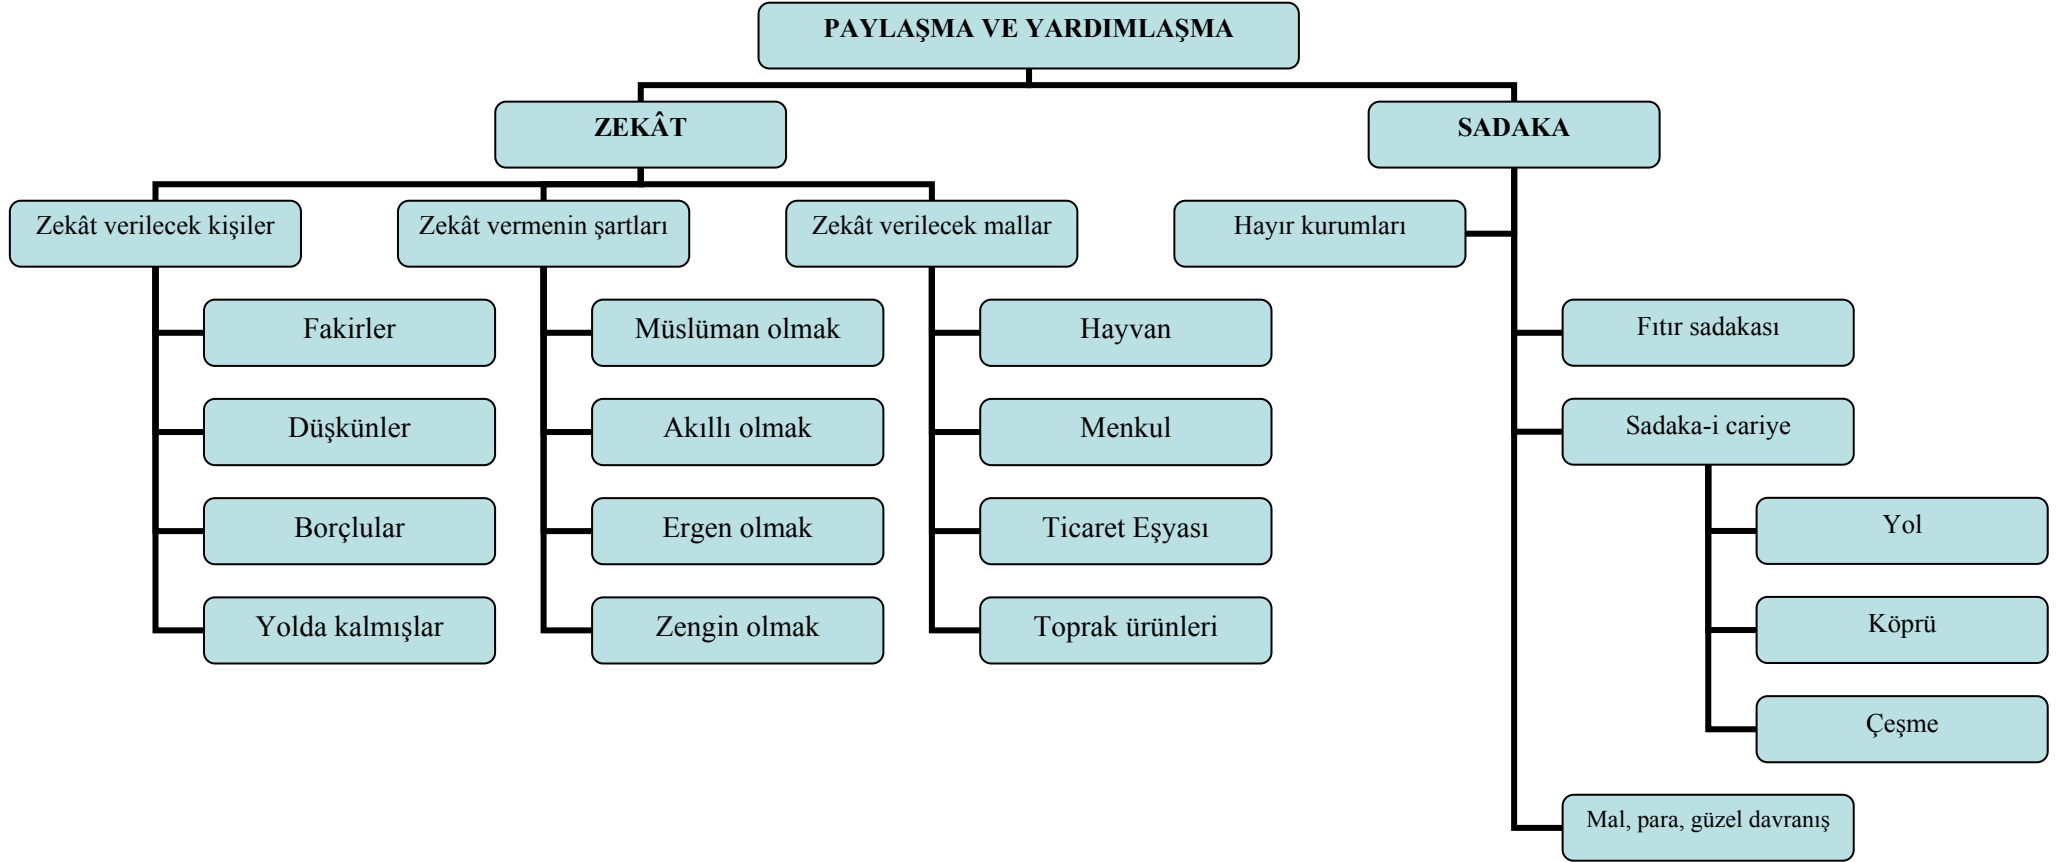 PAYLAŞMA VE YARDIMLAŞMA
ZEKÂT
SADAKA
Zekât verilecek kişiler
Zekât vermenin şartları
Zekât verilecek mallar
Hayır kurumları
Fakirler
Müslüman olmak
Hayvan
Fıtır sadakası
Düşkünler
Akıllı olmak
Menkul
Sadaka-i cariye
Borçlular
Ergen olmak
Ticaret Eşyası
Yol
Yolda kalmışlar
Zengin olmak
Toprak ürünleri
Köprü
Çeşme
Mal, para, güzel davranış